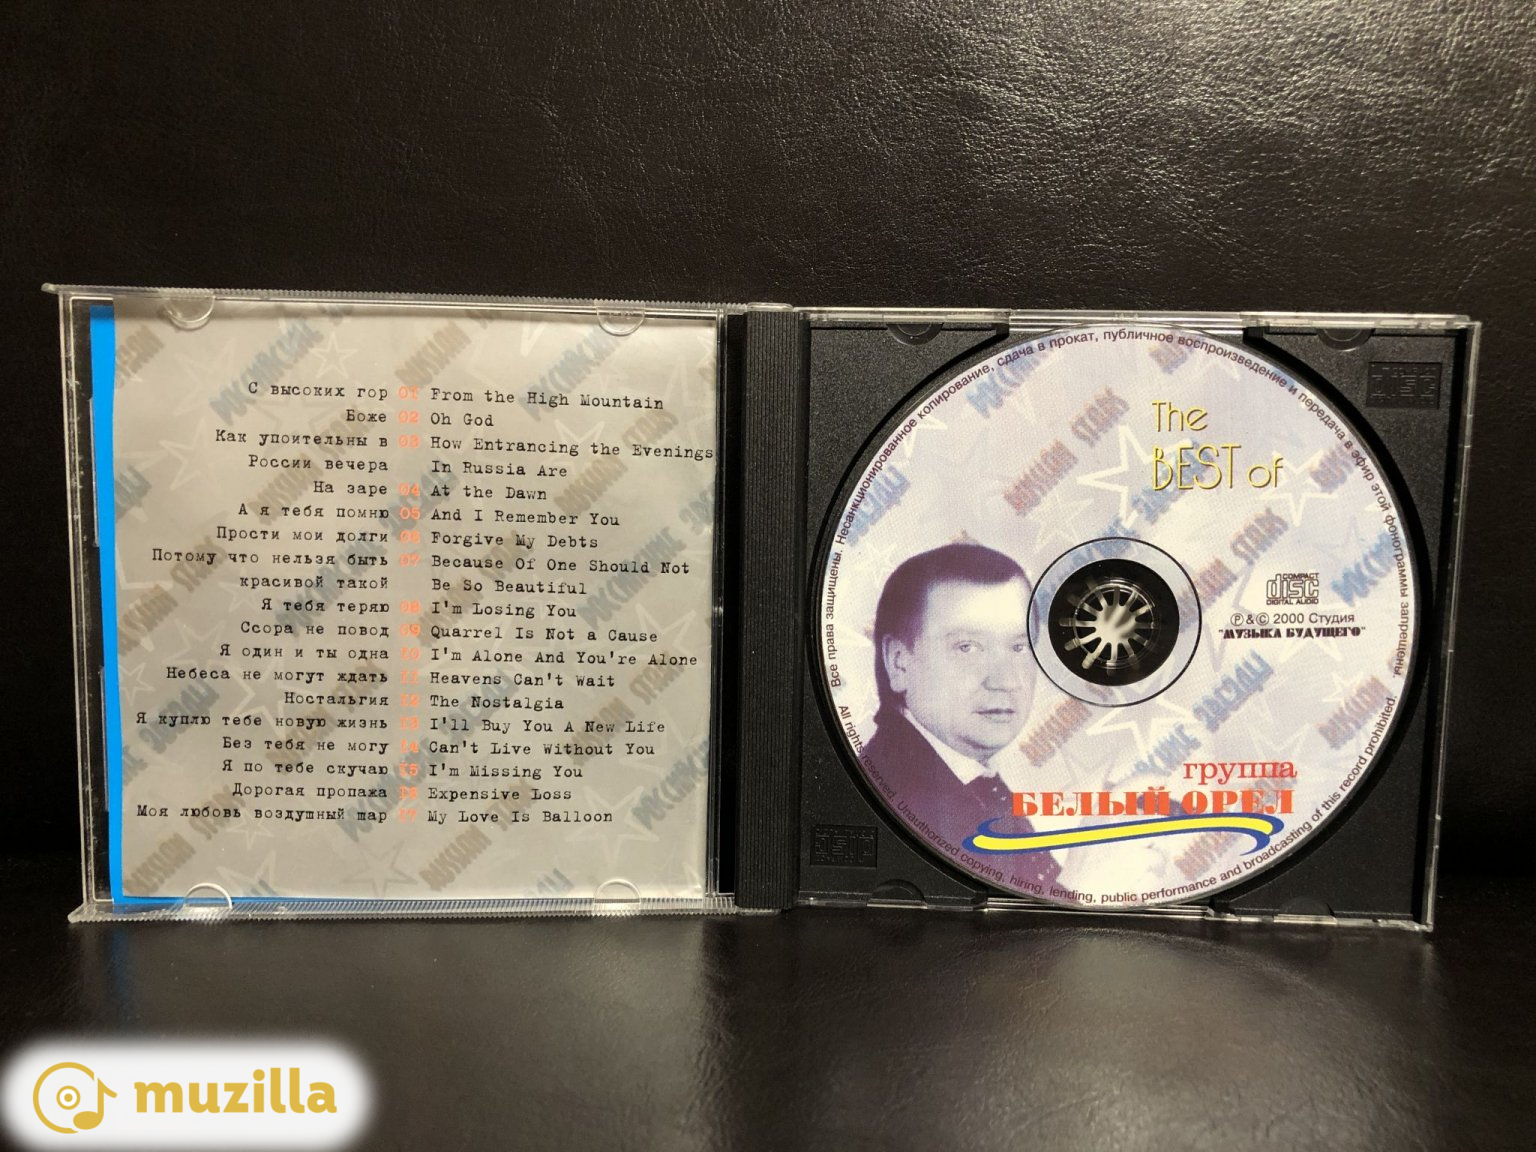 С высоких гор 01 From the High Mountain
Боже 02 Oh God
Как упоительны в 03 How Entrancing the Evenings
России вечера In Russia Are
На заре 04 At the Dawn
А я тебя помню 05 And I Remember You
Прости мои долги 06 Forgive My Debts
Потому что нельзя быть 07 Because Of One Should Not
красивой такой Be So Beautiful
Я тебя теряю 08 I'm Losing You
Ссора не повод 09 Quarrel Is Not a Cause
Я один и ты одна 10 I'm Alone And You're Alone
Небеса не могут ждать 11 Heavens Can't Wait
Ностальгия 12 The Nostalgia
Я куплю тебе новую жизнь 13 I'll Buy You A New Life
Без тебя не могу 14 Can't Live Without You
Я по тебе скучаю 15 I'm Missing You
Дорогая пропажа 16 Expensive Loss
Моя любовь воздушный шар 17 My Love Is Balloon
Все права защищены. Несанкционированное копирование, сдача в прокат, публичное воспроизведение и передача в эфир этой фонограммы запрещены.
The
BEST of
COMPACT
disc
DIGITAL AUDIO
Ⓟ & © 2000 Студия
"МУЗЫКА БУДУЩЕГО"
группа
БЕЛЫЙ ОРЕЛ
All rights reserved. Unauthorized copying, hiring, lending, public performance and broadcasting of this record prohibited.
RUSSIAN STARS
РОССИЙСКИЕ ЗВЕЗДЫ
muzilla